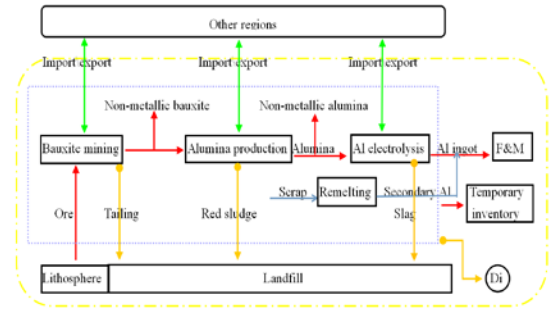 Other regions
Import export Import export Import export
Non-metallic bauxite Non-metallic alumina
Bauxite mining Alumina production Alumina Al electrolysis Al ingot F&M
Scrap Remelting Secondary AL Temporary
inventory
Ore Tailing Red sludge Slag
Lithosphere Landfill Di